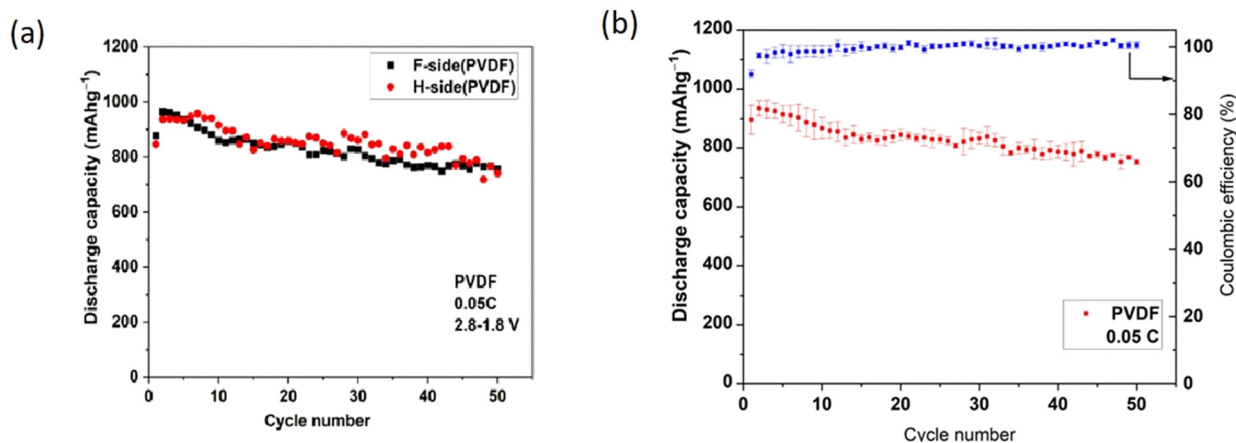 (a)
1200
1000
800
600
400
200
0
Discharge capacity (mAhg⁻¹)
F-side(PVDF)
H-side(PVDF)
PVDF
0.05C
2.8-1.8 V
0 10 20 30 40 50
Cycle number
(b)
1200
1000
800
600
400
200
0
Discharge capacity (mAhg⁻¹)
PVDF
0.05 C
100
80
60
40
20
0
Coulombic efficiency (%)
0 10 20 30 40 50
Cycle number